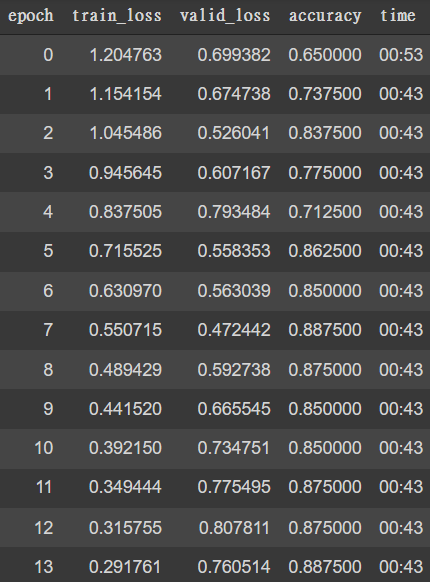 epoch train_loss valid_loss accuracy time
0 1.204763 0.699382 0.650000 00:53
1 1.154154 0.674738 0.737500 00:43
2 1.045486 0.526041 0.837500 00:43
3 0.945645 0.607167 0.775000 00:43
4 0.837505 0.793484 0.712500 00:43
5 0.715525 0.558353 0.862500 00:43
6 0.630970 0.563039 0.850000 00:43
7 0.550715 0.472442 0.887500 00:43
8 0.489429 0.592738 0.875000 00:43
9 0.441520 0.665545 0.850000 00:43
10 0.392150 0.734751 0.850000 00:43
11 0.349444 0.775495 0.875000 00:43
12 0.315755 0.807811 0.875000 00:43
13 0.291761 0.760514 0.887500 00:43